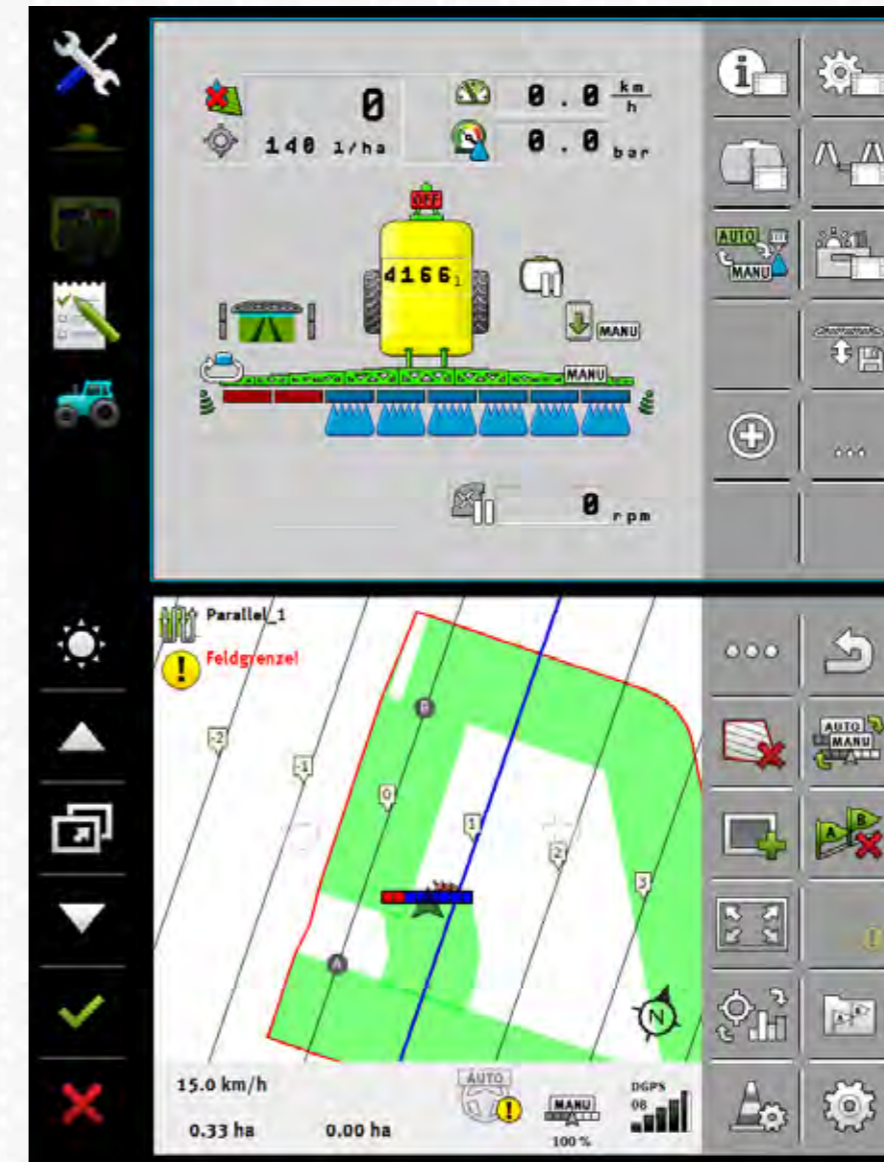 0
0.0 km/h
140 l/ha
0.0 bar
OFF
AUTO
MANU
4166 l
MANU
MANU
0 rpm
Parallel_1
Feldgrenze!
AUTO
MANU
B
-2
-1
0
1
2
3
A B
A
N
A B
15.0 km/h
AUTO
MANU
DGPS
08
0.33 ha
0.00 ha
100 %